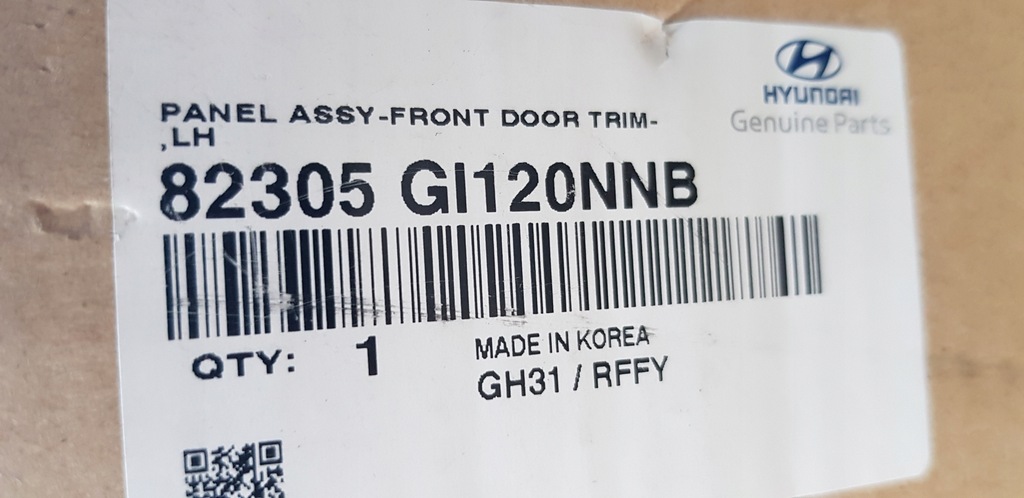 HYUNDAI
Genuine Parts
PANEL ASSY-FRONT DOOR TRIM-
,LH
82305 GI120NNB
QTY: 1
MADE IN KOREA
GH31 / RFFY